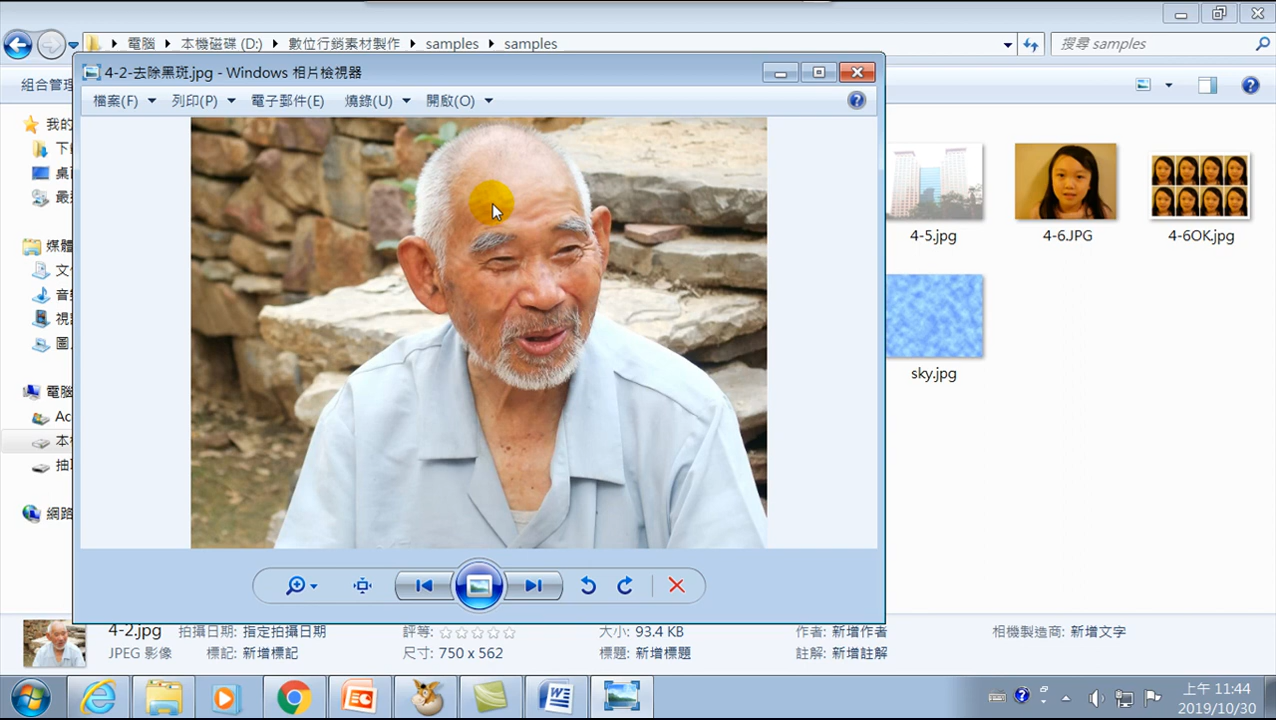 電腦 本機磁碟 (D:) 數位行銷素材製作 samples samples
搜尋 samples
組合管理
4-2-去除黑斑.jpg - Windows 相片檢視器
檔案(F) 列印(P) 電子郵件(E) 燒錄(U) 開啟(O)
我的
下
桌
最
媒體
文
音
視
圖
電腦
Ac
本
抽
網路
4-5.jpg
4-6.JPG
4-6OK.jpg
sky.jpg
4-2.jpg 拍攝日期: 指定拍攝日期 評等: 大小: 93.4 KB 作者: 新增作者 相機製造商: 新增文字
JPEG 影像 標記: 新增標記 尺寸: 750 x 562 標題: 新增標題 註解: 新增註解
上午 11:44
2019/10/30